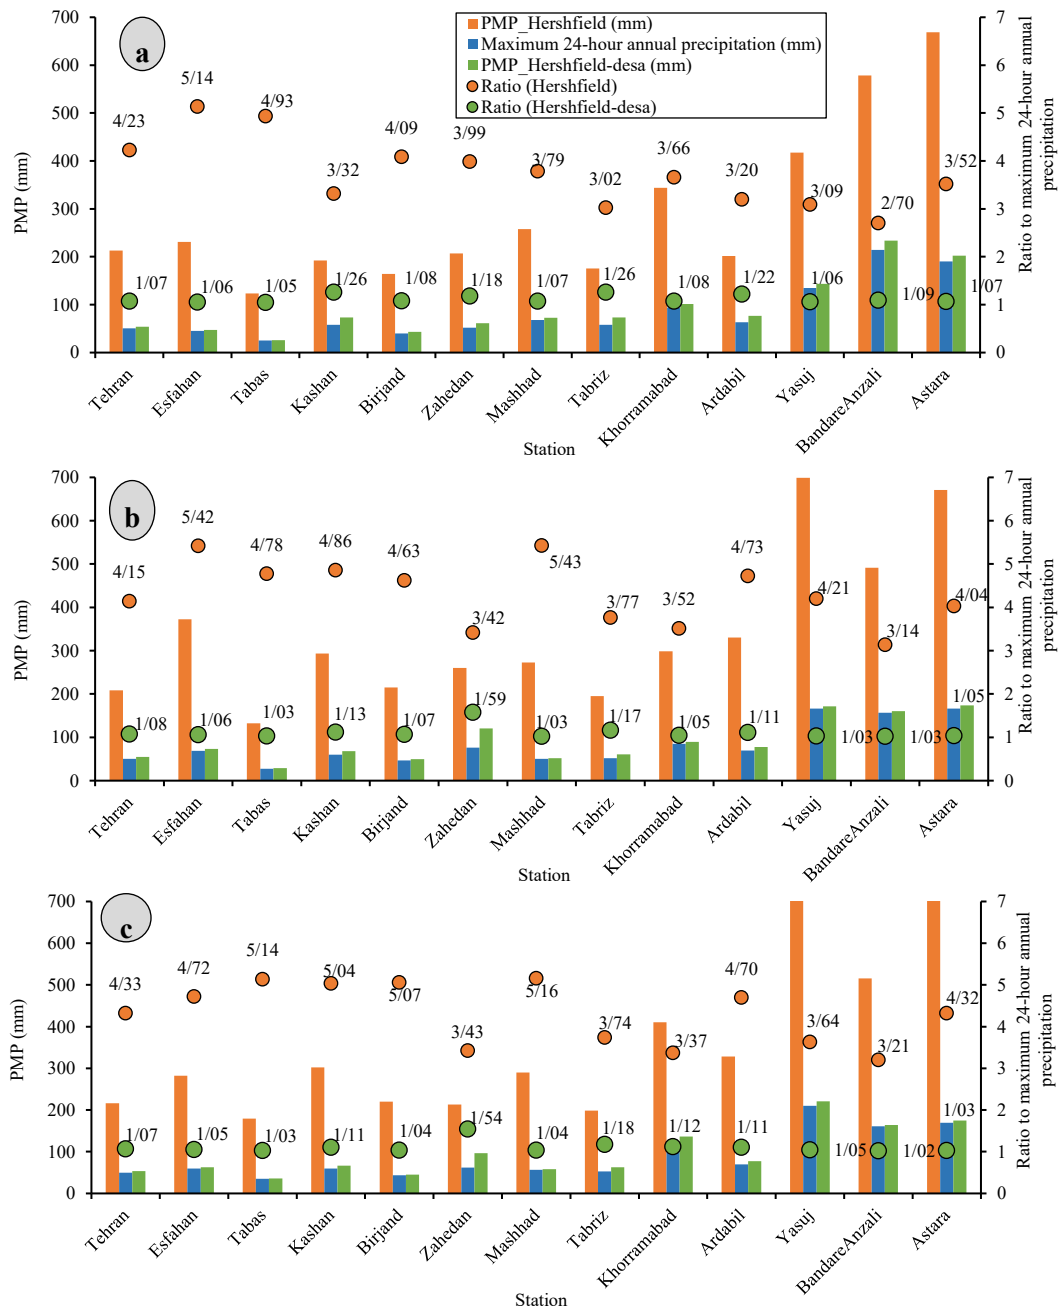 a
PMP_Hershfield (mm)
Maximum 24-hour annual precipitation (mm)
PMP_Hershfield-desa (mm)
Ratio (Hershfield)
Ratio (Hershfield-desa)
PMP (mm)
700
600
500
400
300
200
100
0
4/23
5/14
4/93
3/32
4/09
3/99
3/79
3/02
3/66
3/20
3/09
2/70
3/52
1/07
1/06
1/05
1/26
1/08
1/18
1/07
1/26
1/08
1/22
1/06
1/09
1/07
7
6
5
4
3
2
1
0
Ratio to maximum 24-hour annual
precipitation
Tehran
Esfahan
Tabas
Kashan
Birjand
Zahedan
Mashhad
Tabriz
Khorramabad
Ardabil
Yasuj
BandareAnzali
Astara
Station
b
PMP (mm)
700
600
500
400
300
200
100
0
4/15
5/42
4/78
4/86
4/63
3/42
5/43
3/77
3/52
4/73
4/21
3/14
4/04
1/08
1/06
1/03
1/13
1/07
1/59
1/03
1/17
1/05
1/11
1/03
1/03
1/05
7
6
5
4
3
2
1
0
Ratio to maximum 24-hour annual
precipitation
Tehran
Esfahan
Tabas
Kashan
Birjand
Zahedan
Mashhad
Tabriz
Khorramabad
Ardabil
Yasuj
BandareAnzali
Astara
Station
c
PMP (mm)
700
600
500
400
300
200
100
0
4/33
4/72
5/14
5/04
5/07
3/43
5/16
3/74
3/37
4/70
3/64
3/21
4/32
1/07
1/05
1/03
1/11
1/04
1/54
1/04
1/18
1/12
1/11
1/05
1/02
1/03
7
6
5
4
3
2
1
0
Ratio to maximum 24-hour annual
precipitation
Tehran
Esfahan
Tabas
Kashan
Birjand
Zahedan
Mashhad
Tabriz
Khorramabad
Ardabil
Yasuj
BandareAnzali
Astara
Station